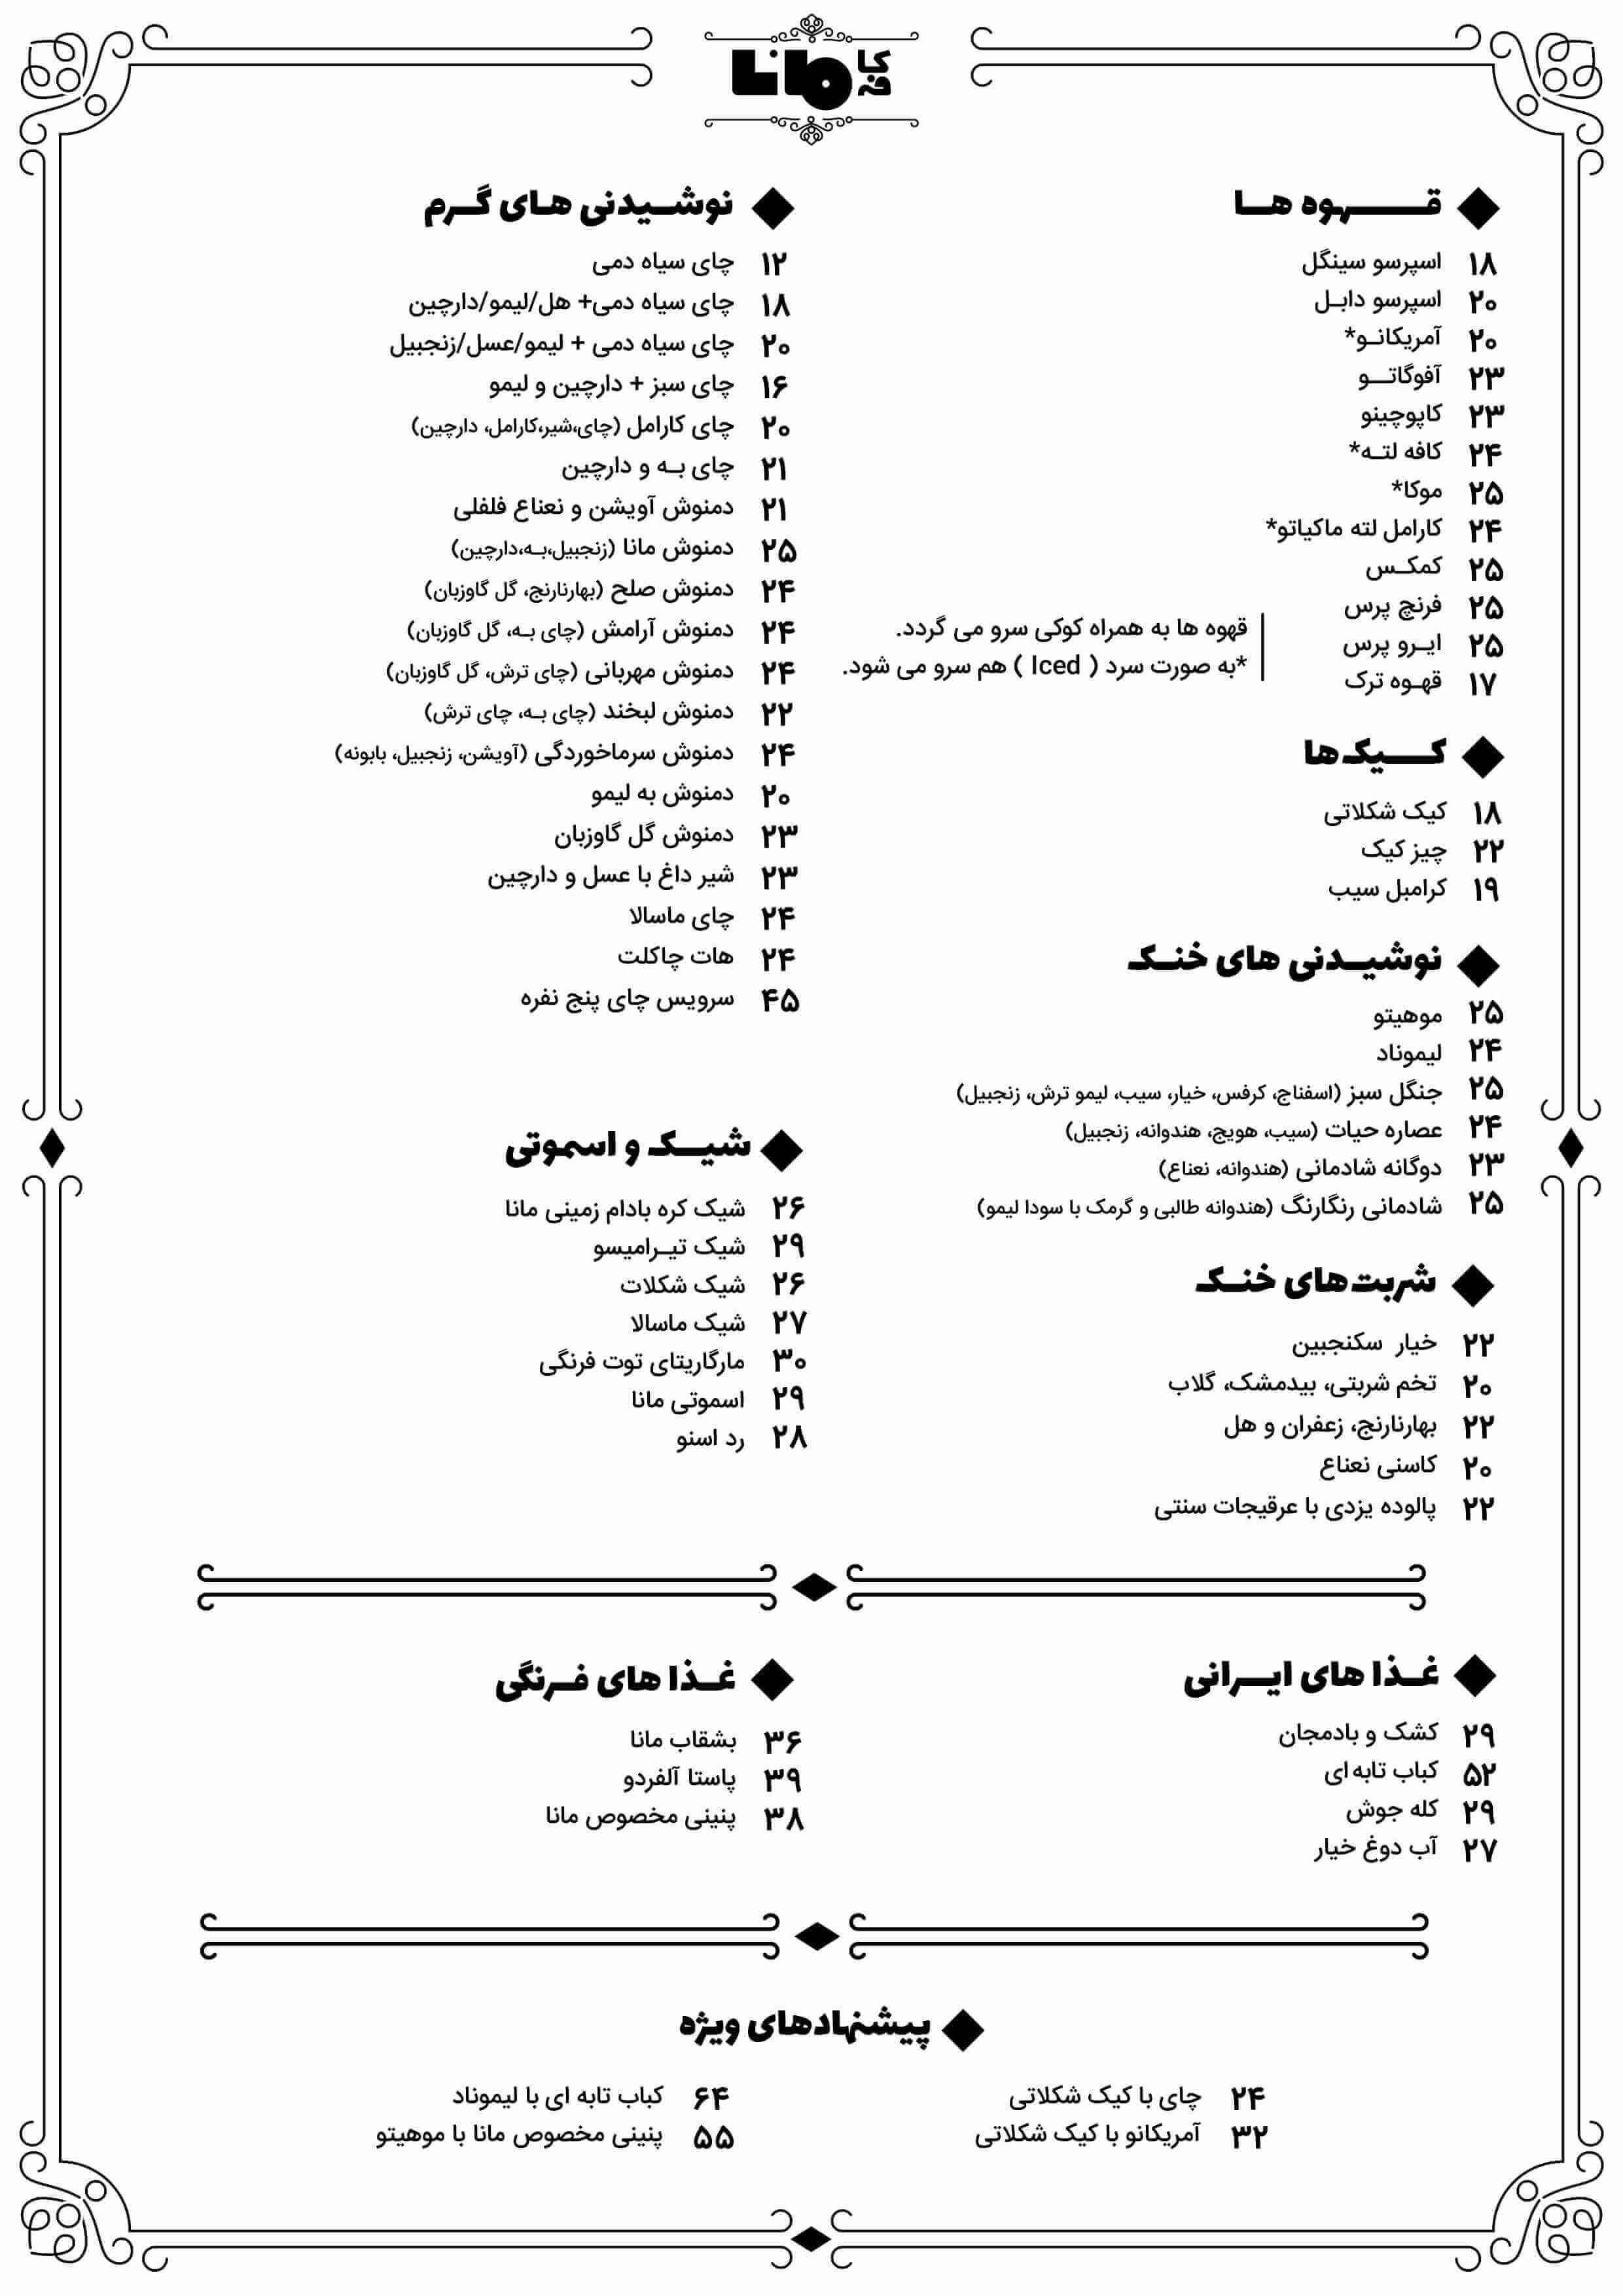 کافه مانا
قهوه ها
۱۸ اسپرسو سینگل
۲۰ اسپرسو دابل
۲۰ آمریکانو*
۲۳ آفوگاتو
۲۳ کاپوچینو
۲۴ کافه لته*
۲۵ موکا*
۲۴ کارامل لته ماکیاتو*
۲۵ کمکس
۲۵ فرنچ پرس
۲۵ ایرو پرس
۱۷ قهوه ترک
قهوه ها به همراه کوکی سرو می گردد.
*به صورت سرد ( Iced ) هم سرو می شود.
کیک‌ها
۱۸ کیک شکلاتی
۲۲ چیز کیک
۱۹ کرامبل سیب
نوشیدنی های خنک
۲۵ موهیتو
۲۴ لیموناد
۲۵ جنگل سبز (اسفناج، کرفس، خیار، سیب، لیمو ترش، زنجبیل)
۲۴ عصاره حیات (سیب، هویج، هندوانه، زنجبیل)
۲۳ دوگانه شادمانی (هندوانه، نعناع)
۲۵ شادمانی رنگارنگ (هندوانه طالبی و گرمک با سودا لیمو)
شربت‌های خنک
۲۲ خیار سکنجبین
۲۰ تخم شربتی، بیدمشک، گلاب
۲۲ بهارنارنج، زعفران و هل
۲۰ کاسنی نعناع
۲۲ پالوده یزدی با عرقیجات سنتی
نوشیدنی های گرم
۱۲ چای سیاه دمی
۱۸ چای سیاه دمی+ هل/لیمو/دارچین
۲۰ چای سیاه دمی + لیمو/عسل/زنجبیل
۱۶ چای سبز + دارچین و لیمو
۲۰ چای کارامل (چای،شیر،کارامل، دارچین)
۲۱ چای به و دارچین
۲۱ دمنوش آویشن و نعناع فلفلی
۲۵ دمنوش مانا (زنجبیل،به،دارچین)
۲۴ دمنوش صلح (بهارنارنج، گل گاوزبان)
۲۴ دمنوش آرامش (چای به، گل گاوزبان)
۲۴ دمنوش مهربانی (چای ترش، گل گاوزبان)
۲۲ دمنوش لبخند (چای به، چای ترش)
۲۴ دمنوش سرماخوردگی (آویشن، زنجبیل، بابونه)
۲۰ دمنوش به لیمو
۲۳ دمنوش گل گاوزبان
۲۳ شیر داغ با عسل و دارچین
۲۴ چای ماسالا
۲۴ هات چاکلت
۴۵ سرویس چای پنج نفره
شیک و اسموتی
۲۶ شیک کره بادام زمینی مانا
۲۹ شیک تیرامیسو
۲۶ شیک شکلات
۲۷ شیک ماسالا
۳۰ مارگاریتای توت فرنگی
۲۹ اسموتی مانا
۲۸ رد اسنو
غذا های ایرانی
۲۹ کشک و بادمجان
۵۲ کباب تابه ای
۲۹ کله جوش
۲۷ آب دوغ خیار
غذا های فرنگی
۳۶ بشقاب مانا
۳۹ پاستا آلفردو
۳۸ پنینی مخصوص مانا
پیشنهادهای ویژه
۲۴ چای با کیک شکلاتی
۳۲ آمریکانو با کیک شکلاتی
۶۴ کباب تابه ای با لیموناد
۵۵ پنینی مخصوص مانا با موهیتو